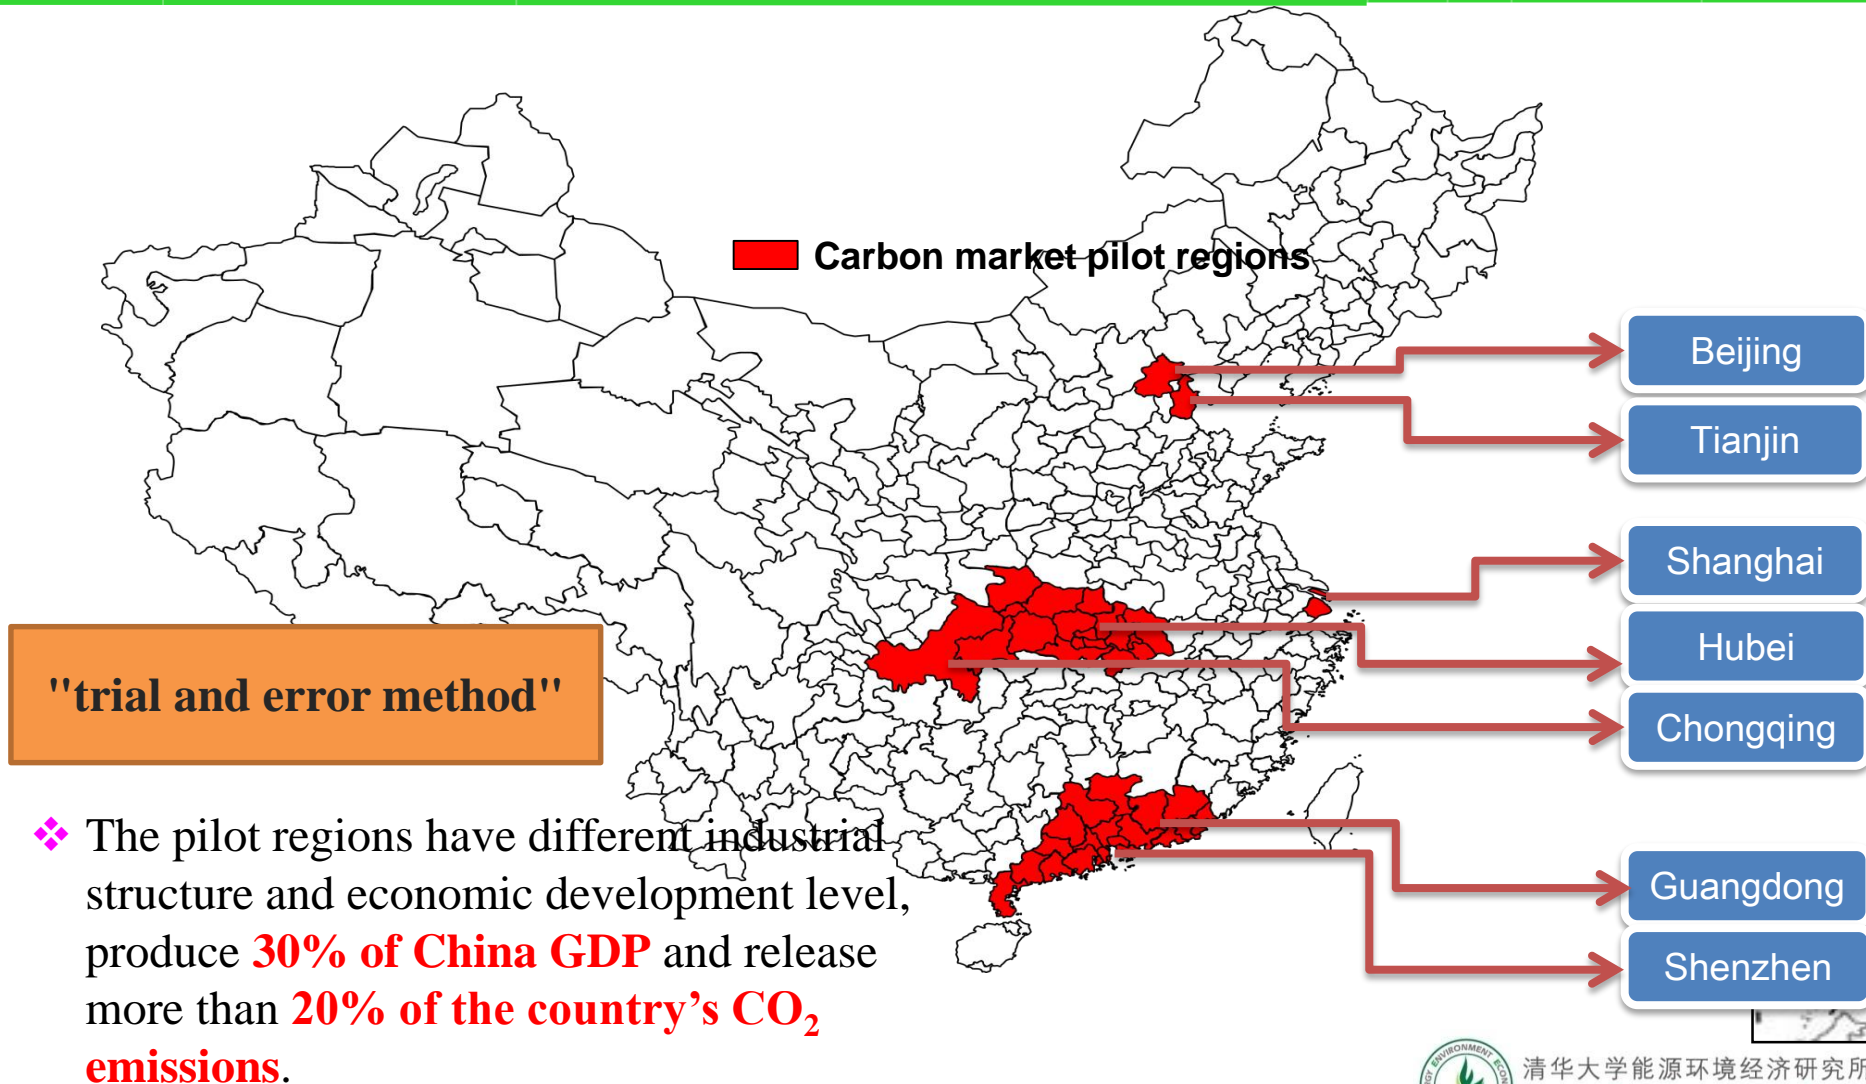 Carbon market pilot regions
Beijing
Tianjin
Shanghai
Hubei
Chongqing
Guangdong
Shenzhen
"trial and error method"
❖ The pilot regions have different industrial
structure and economic development level,
produce 30% of China GDP and release
more than 20% of the country’s CO₂
emissions.
清华大学能源环境经济研究所